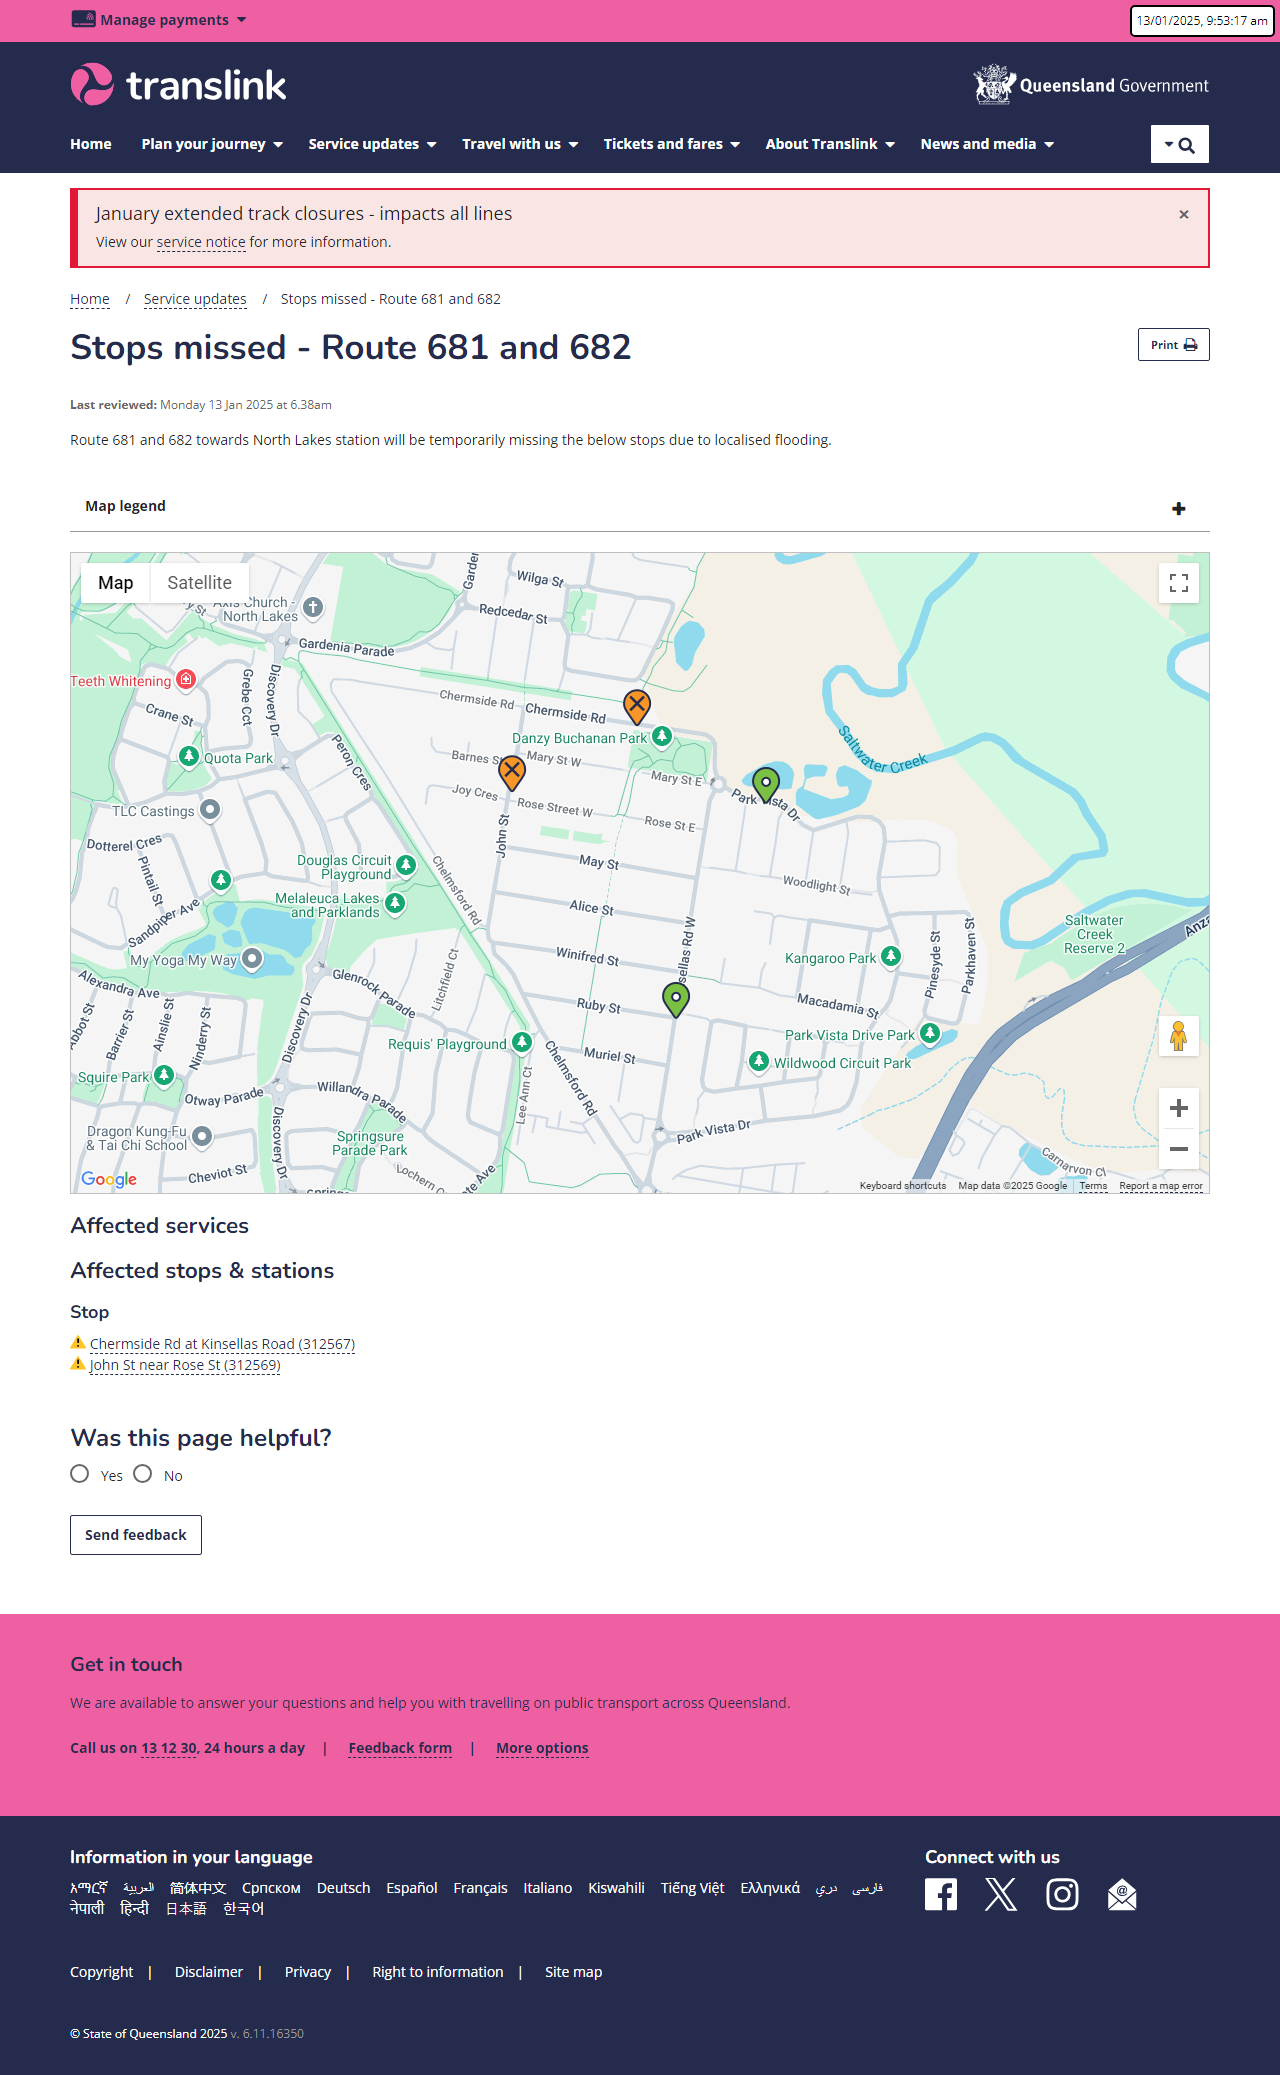 Manage payments
13/01/2025, 9:53:17 am
translink
Queensland Government
Home Plan your journey Service updates Travel with us Tickets and fares About Translink News and media
January extended track closures - impacts all lines
×
View our service notice for more information.
Home / Service updates / Stops missed - Route 681 and 682
Stops missed - Route 681 and 682
Print
Last reviewed: Monday 13 Jan 2025 at 6.38am
Route 681 and 682 towards North Lakes station will be temporarily missing the below stops due to localised flooding.
Map legend
Map Satellite
Wilga St
Redcedar St
Axis Church -
North Lakes
Gardenia Parade
Teeth Whitening
Grebe Cct
Discovery Dr
Crane St
Chermside Rd
Chermside Rd
Danzy Buchanan Park
Saltwater Creek
Quota Park
Peron Cres
Barnes St
Mary St W
Mary St E
Park Vista Dr
Joy Cres
Rose Street W
Rose St E
TLC Castings
John St
Dotterel Cres
Pintail St
Douglas Circuit
Playground
Chelmsford Rd
May St
Woodlight St
Melaleuca Lakes
and Parklands
Alice St
Sandpiper Ave
Saltwater
Creek
Reserve 2
My Yoga My Way
Winifred St
Kangaroo Park
Pinesyde St
Parkhaven St
Alexandra Ave
Glenrock Parade
Litchfield Ct
Ruby St
Macadamia St
Barrier St
Ainslie St
Ninderry St
Discovery Dr
Requis' Playground
Chelmsford Rd
Muriel St
Park Vista Drive Park
Wildwood Circuit Park
Squire Park
Otway Parade
Willandra Parade
Lee Ann Ct
Dragon Kung-Fu
& Tai Chi School
Discovery Dr
Springsure
Parade Park
Park Vista Dr
Cheviot St
Google
Keyboard shortcuts Map data ©2025 Google Terms Report a map error
Affected services
Affected stops & stations
Stop
Chermside Rd at Kinsellas Road (312567)
John St near Rose St (312569)
Was this page helpful?
Yes No
Send feedback
Get in touch
We are available to answer your questions and help you with travelling on public transport across Queensland.
Call us on 13 12 30, 24 hours a day | Feedback form | More options
Information in your language
አማርኛ العربية 简体中文 Српском Deutsch Español Français Italiano Kiswahili Tiếng Việt Ελληνικά دري فارسی
नेपाली हिन्दी 日本語 한국어
Connect with us
Copyright | Disclaimer | Privacy | Right to information | Site map
© State of Queensland 2025 v. 6.11.16350